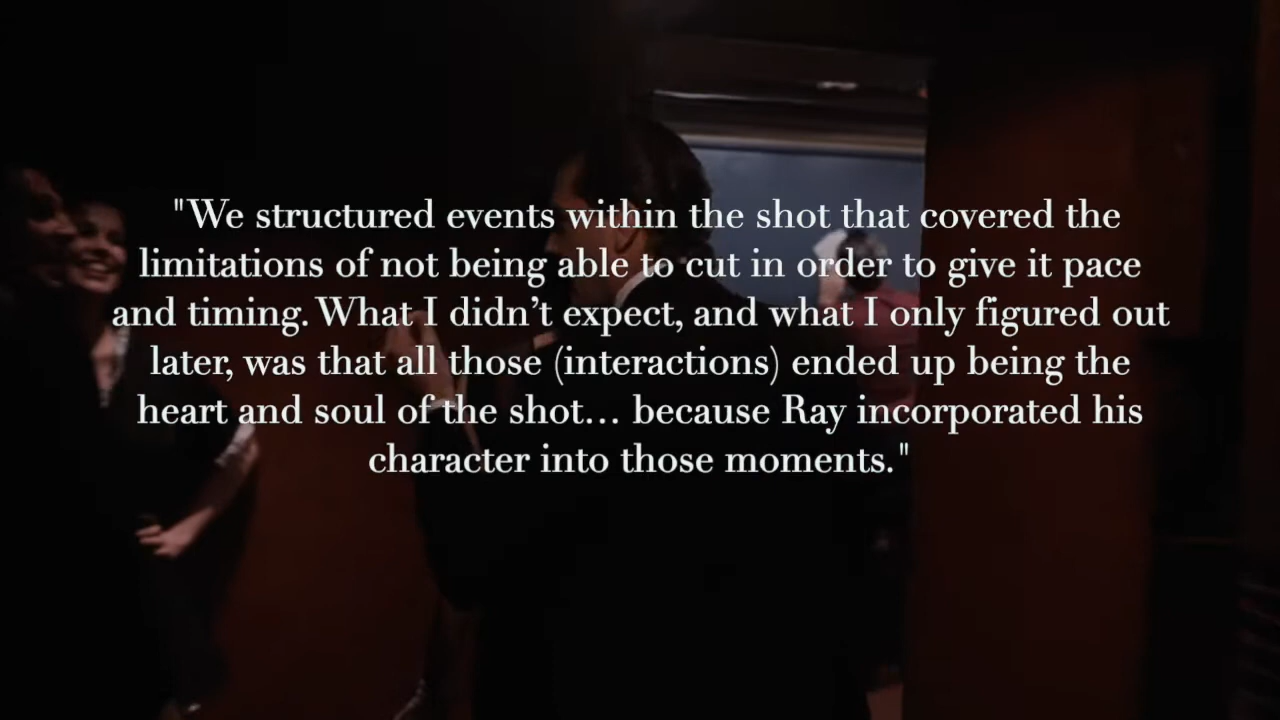 "We structured events within the shot that covered the
limitations of not being able to cut in order to give it pace
and timing. What I didn’t expect, and what I only figured out
later, was that all those (interactions) ended up being the
heart and soul of the shot... because Ray incorporated his
character into those moments."